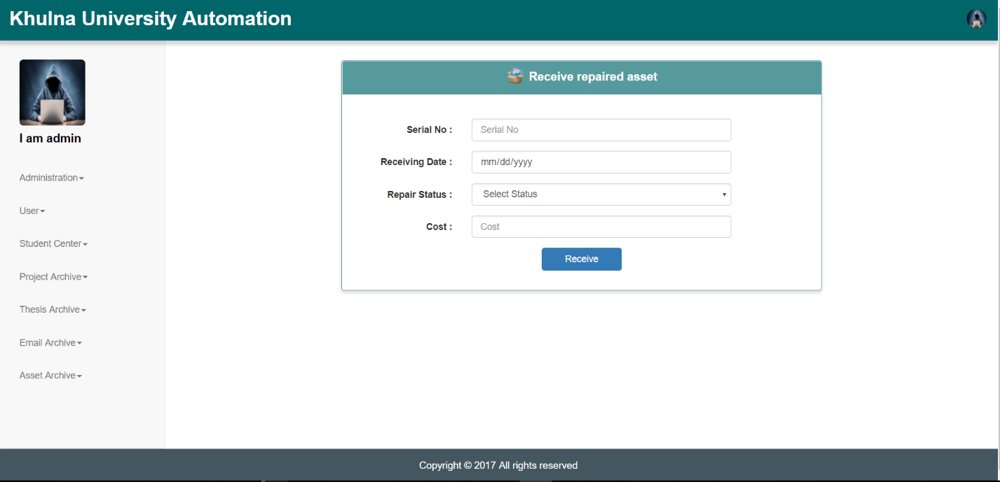 Khulna University Automation
I am admin
Administration
User
Student Center
Project Archive
Thesis Archive
Email Archive
Asset Archive
Receive repaired asset
Serial No : Serial No
Receiving Date : mm/dd/yyyy
Repair Status : Select Status
Cost : Cost
Receive
Copyright © 2017 All rights reserved